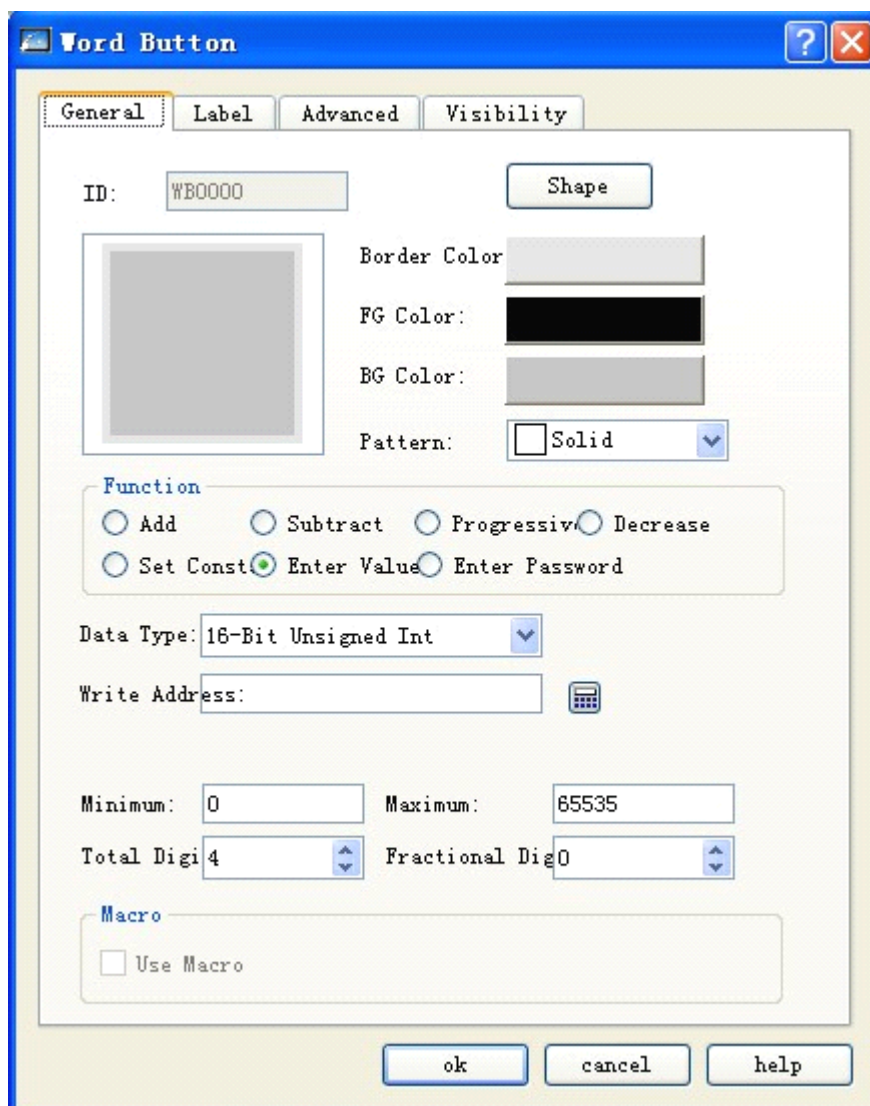 Word Button
General Label Advanced Visibility
ID: WB0000 Shape
Border Color
FG Color:
BG Color:
Pattern: Solid
Function
Add Subtract Progressive Decrease
Set Const Enter Value Enter Password
Data Type: 16-Bit Unsigned Int
Write Address:
Minimum: 0 Maximum: 65535
Total Digi 4 Fractional Dig 0
Macro
Use Macro
ok cancel help